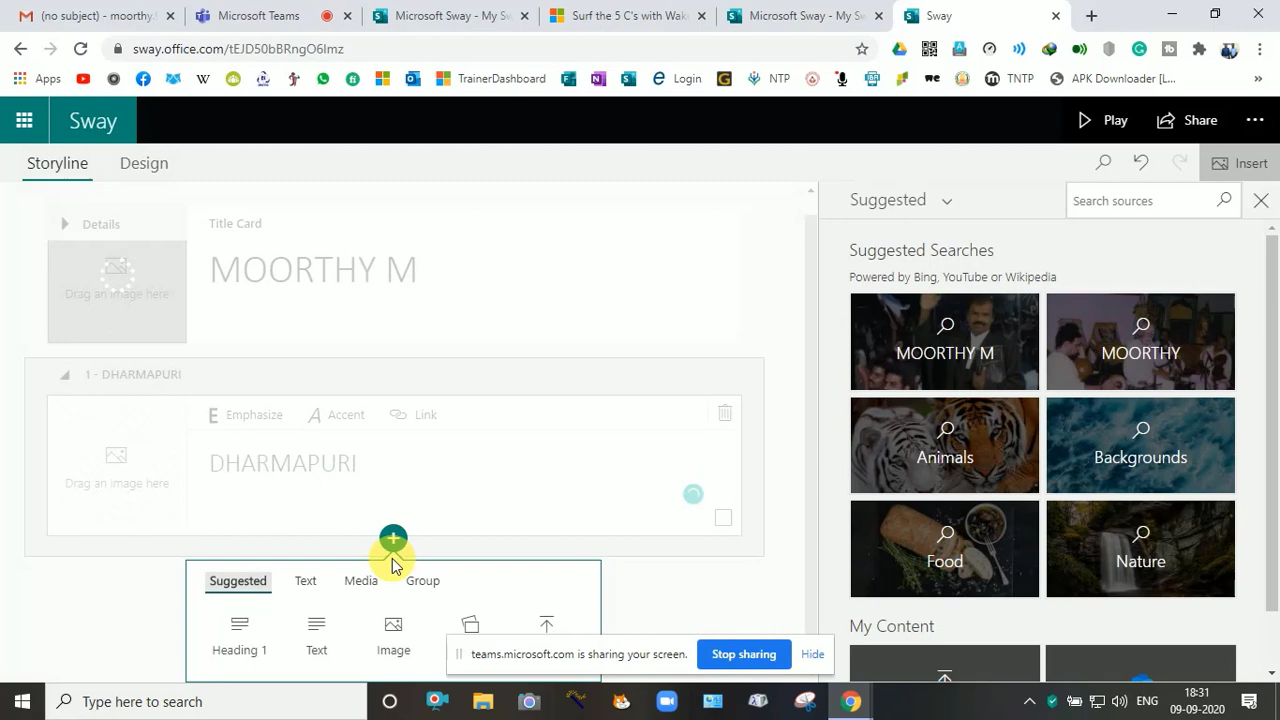 (no subject) - moorthy.
Microsoft Teams
Microsoft Sway - My Sw
Surf the 5 C's with Wak
Microsoft Sway - My Sw
Sway
sway.office.com/tEJD50bBRngO6Imz
Apps
TrainerDashboard
Login
NTP
TNTP
APK Downloader [L...
Sway
Play
Share
Storyline
Design
Insert
Suggested
Search sources
Details
Title Card
Drag an image here
MOORTHY M
Suggested Searches
Powered by Bing, YouTube or Wikipedia
MOORTHY M
MOORTHY
1 - DHARMAPURI
Emphasize
Accent
Link
Drag an image here
DHARMAPURI
Animals
Backgrounds
Food
Nature
Suggested
Text
Media
Group
Heading 1
Text
Image
My Content
teams.microsoft.com is sharing your screen.
Stop sharing
Hide
Type here to search
ENG
18:31
09-09-2020